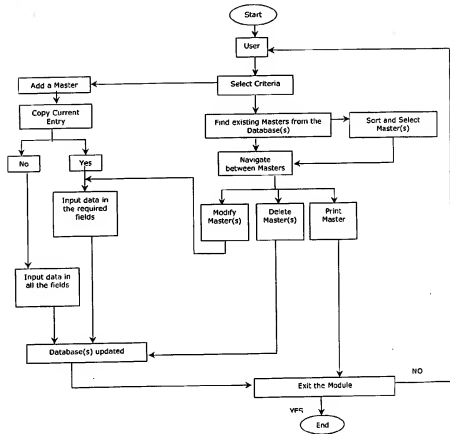 Start
User
Add a Master
Select Criteria
Copy Current
Entry
Find existing Masters from the
Database(s)
Sort and Select
Master(s)
No
Yes
Navigate
between Masters
Input data in
the required
fields
Modify
Master(s)
Delete
Master(s)
Print
Master
Input data in
all the fields
Database(s) updated
Exit the Module
NO
YES
End